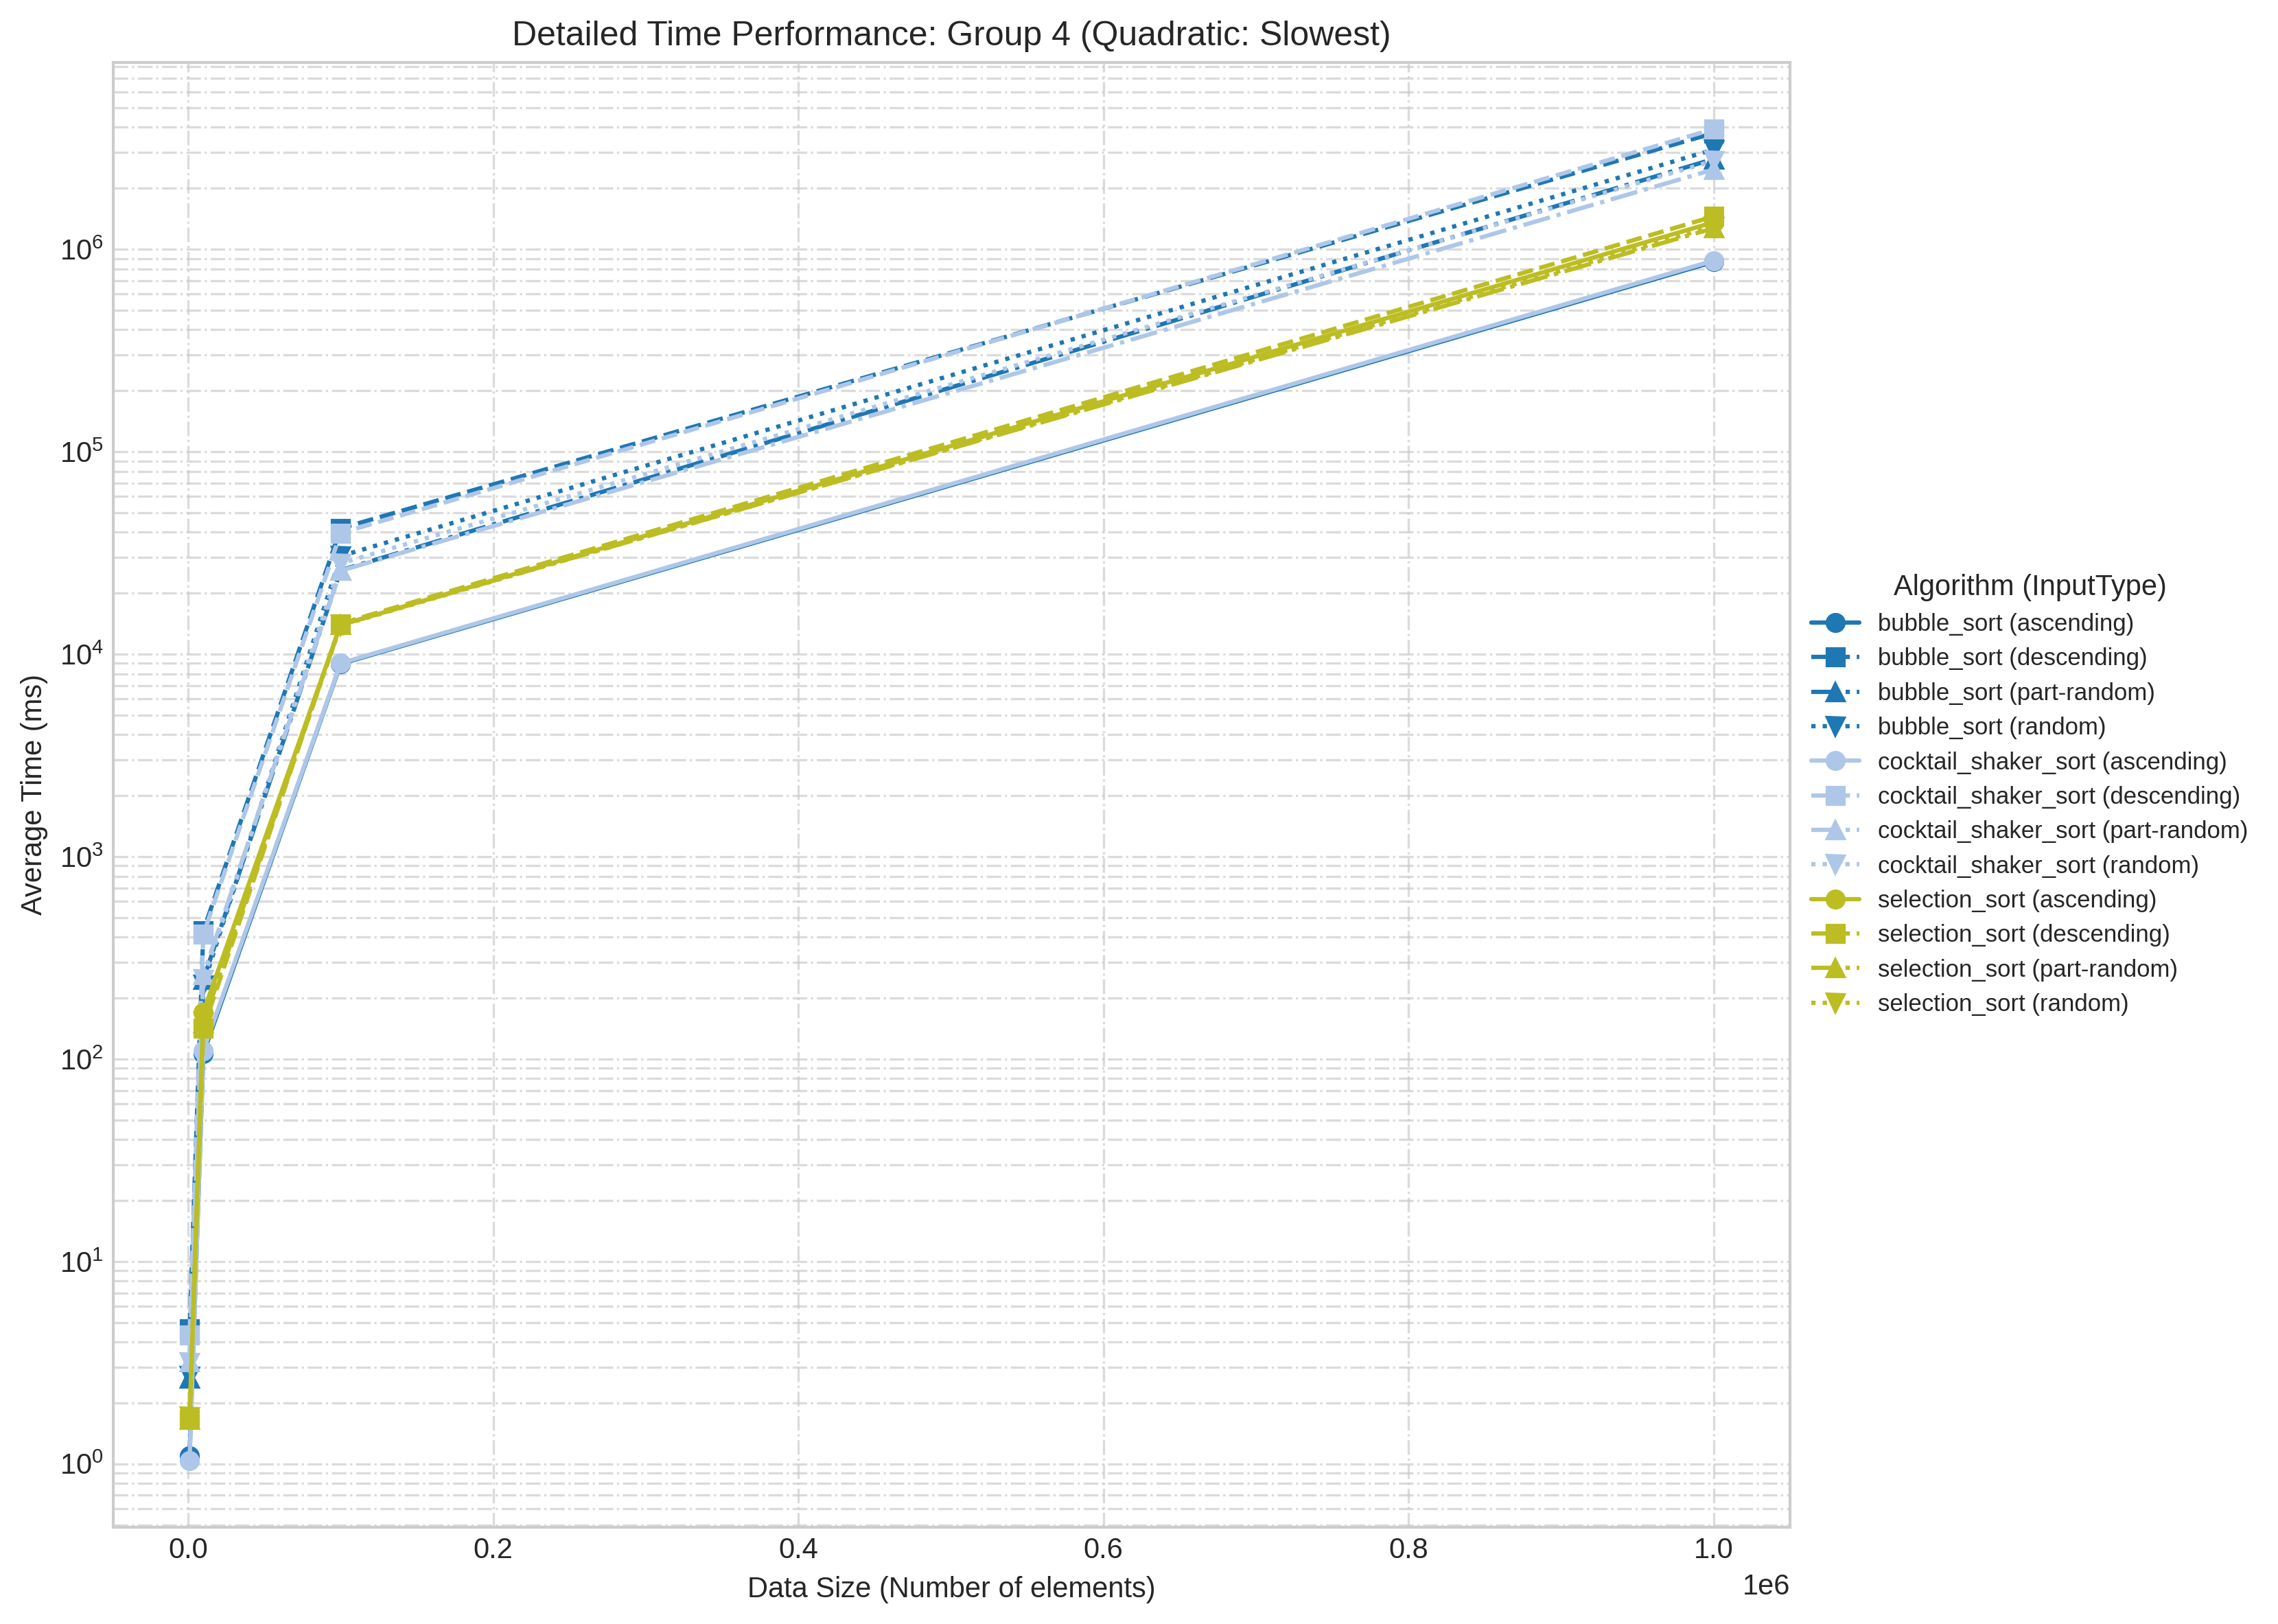 Detailed Time Performance: Group 4 (Quadratic: Slowest)
Average Time (ms)
10^6
10^5
10^4
10^3
10^2
10^1
10^0
0.0 0.2 0.4 0.6 0.8 1.0
1e6
Data Size (Number of elements)
Algorithm (InputType)
bubble_sort (ascending)
bubble_sort (descending)
bubble_sort (part-random)
bubble_sort (random)
cocktail_shaker_sort (ascending)
cocktail_shaker_sort (descending)
cocktail_shaker_sort (part-random)
cocktail_shaker_sort (random)
selection_sort (ascending)
selection_sort (descending)
selection_sort (part-random)
selection_sort (random)